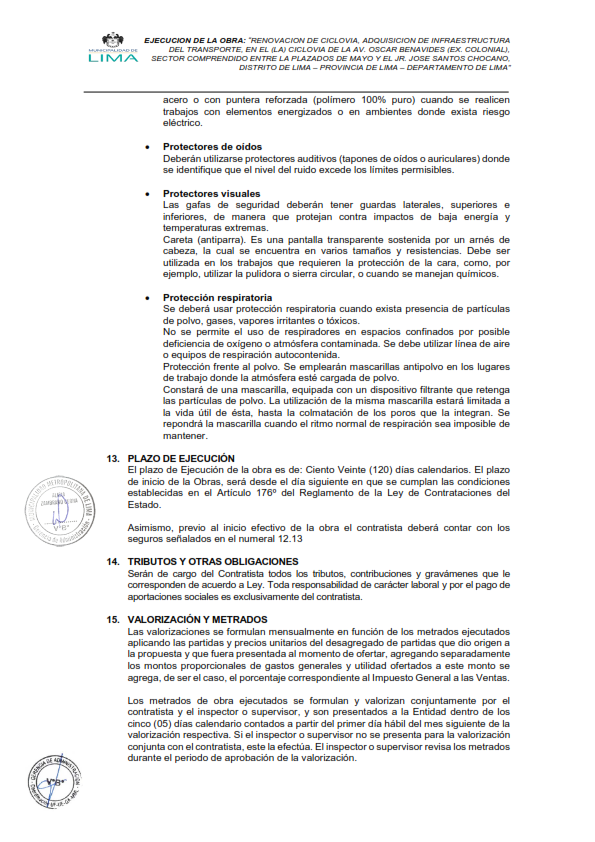 MUNICIPALIDAD DE
LIMA
EJECUCION DE LA OBRA: "RENOVACION DE CICLOVIA, ADQUISICION DE INFRAESTRUCTURA
DEL TRANSPORTE, EN EL (LA) CICLOVIA DE LA AV. OSCAR BENAVIDES (EX. COLONIAL),
SECTOR COMPRENDIDO ENTRE LA PLAZADOS DE MAYO Y EL JR. JOSE SANTOS CHOCANO,
DISTRITO DE LIMA – PROVINCIA DE LIMA – DEPARTAMENTO DE LIMA"
acero o con puntera reforzada (polímero 100% puro) cuando se realicen
trabajos con elementos energizados o en ambientes donde exista riesgo
eléctrico.
• Protectores de oídos
Deberán utilizarse protectores auditivos (tapones de oídos o auriculares) donde
se identifique que el nivel del ruido excede los límites permisibles.
• Protectores visuales
Las gafas de seguridad deberán tener guardas laterales, superiores e
inferiores, de manera que protejan contra impactos de baja energía y
temperaturas extremas.
Careta (antiparra). Es una pantalla transparente sostenida por un arnés de
cabeza, la cual se encuentra en varios tamaños y resistencias. Debe ser
utilizada en los trabajos que requieren la protección de la cara, como, por
ejemplo, utilizar la pulidora o sierra circular, o cuando se manejan químicos.
• Protección respiratoria
Se deberá usar protección respiratoria cuando exista presencia de partículas
de polvo, gases, vapores irritantes o tóxicos.
No se permite el uso de respiradores en espacios confinados por posible
deficiencia de oxígeno o atmósfera contaminada. Se debe utilizar línea de aire
o equipos de respiración autocontenida.
Protección frente al polvo. Se emplearán mascarillas antipolvo en los lugares
de trabajo donde la atmósfera esté cargada de polvo.
Constará de una mascarilla, equipada con un dispositivo filtrante que retenga
las partículas de polvo. La utilización de la misma mascarilla estará limitada a
la vida útil de ésta, hasta la colmatación de los poros que la integran. Se
repondrá la mascarilla cuando el ritmo normal de respiración sea imposible de
mantener.
13. PLAZO DE EJECUCIÓN
El plazo de Ejecución de la obra es de: Ciento Veinte (120) días calendarios. El plazo
de inicio de la Obras, será desde el día siguiente en que se cumplan las condiciones
establecidas en el Artículo 176º del Reglamento de la Ley de Contrataciones del
Estado.
Asimismo, previo al inicio efectivo de la obra el contratista deberá contar con los
seguros señalados en el numeral 12.13
14. TRIBUTOS Y OTRAS OBLIGACIONES
Serán de cargo del Contratista todos los tributos, contribuciones y gravámenes que le
corresponden de acuerdo a Ley. Toda responsabilidad de carácter laboral y por el pago de
aportaciones sociales es exclusivamente del contratista.
15. VALORIZACIÓN Y METRADOS
Las valorizaciones se formulan mensualmente en función de los metrados ejecutados
aplicando las partidas y precios unitarios del desagregado de partidas que dio origen a
la propuesta y que fuera presentada al momento de ofertar, agregando separadamente
los montos proporcionales de gastos generales y utilidad ofertados a este monto se
agrega, de ser el caso, el porcentaje correspondiente al Impuesto General a las Ventas.
Los metrados de obra ejecutados se formulan y valorizan conjuntamente por el
contratista y el inspector o supervisor, y son presentados a la Entidad dentro de los
cinco (05) días calendario contados a partir del primer día hábil del mes siguiente de la
valorización respectiva. Si el inspector o supervisor no se presenta para la valorización
conjunta con el contratista, este la efectúa. El inspector o supervisor revisa los metrados
durante el periodo de aprobación de la valorización.
METROPOLITANA DE LIMA
VºBº
GERENCIA DE ADMINISTRACIÓN
VºBº